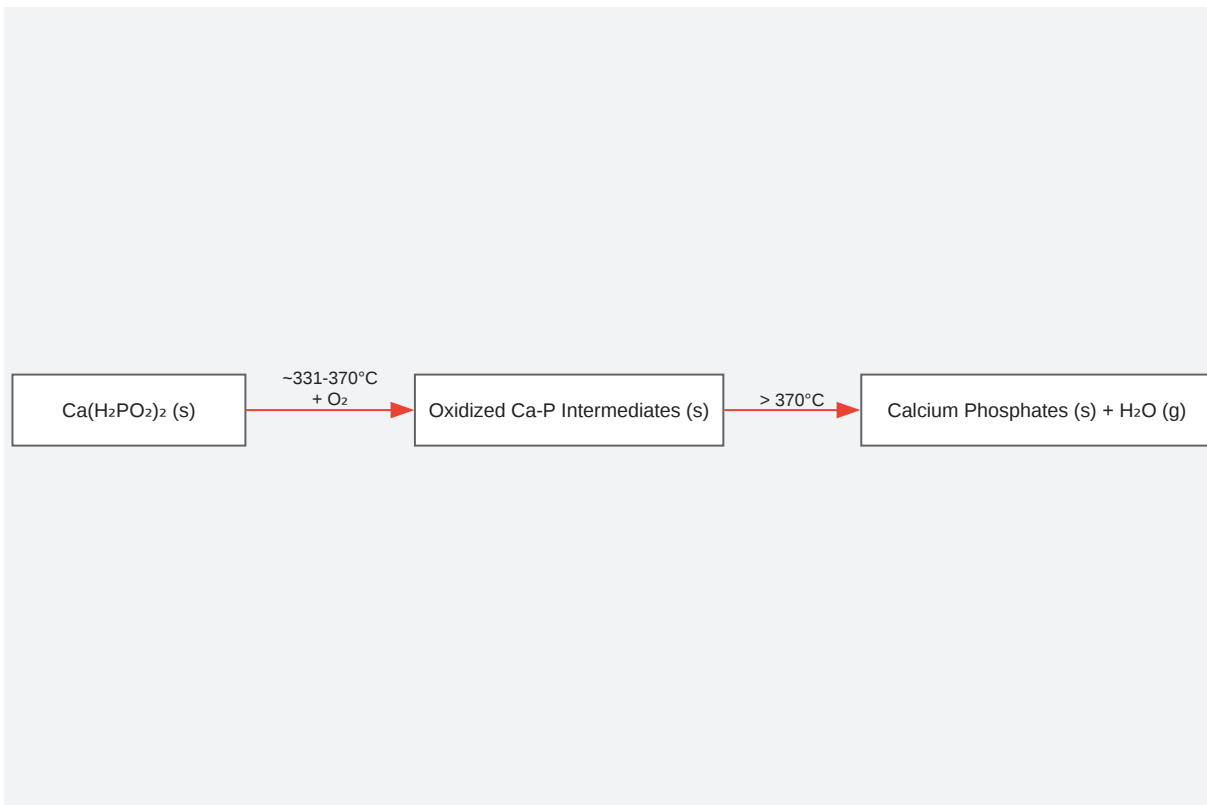 Ca(H₂PO₂)₂ (s)
~331-370°C
+ O₂
Oxidized Ca-P Intermediates (s)
> 370°C
Calcium Phosphates (s) + H₂O (g)